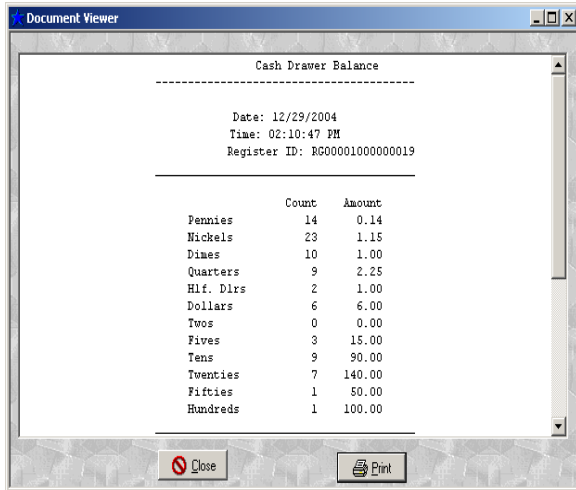 Document Viewer
Cash Drawer Balance
----------------------------------------
Date: 12/29/2004
Time: 02:10:47 PM
Register ID: RG00001000000019
Count Amount
Pennies 14 0.14
Nickels 23 1.15
Dimes 10 1.00
Quarters 9 2.25
Hlf. Dlrs 2 1.00
Dollars 6 6.00
Twos 0 0.00
Fives 3 15.00
Tens 9 90.00
Twenties 7 140.00
Fifties 1 50.00
Hundreds 1 100.00
Close Print